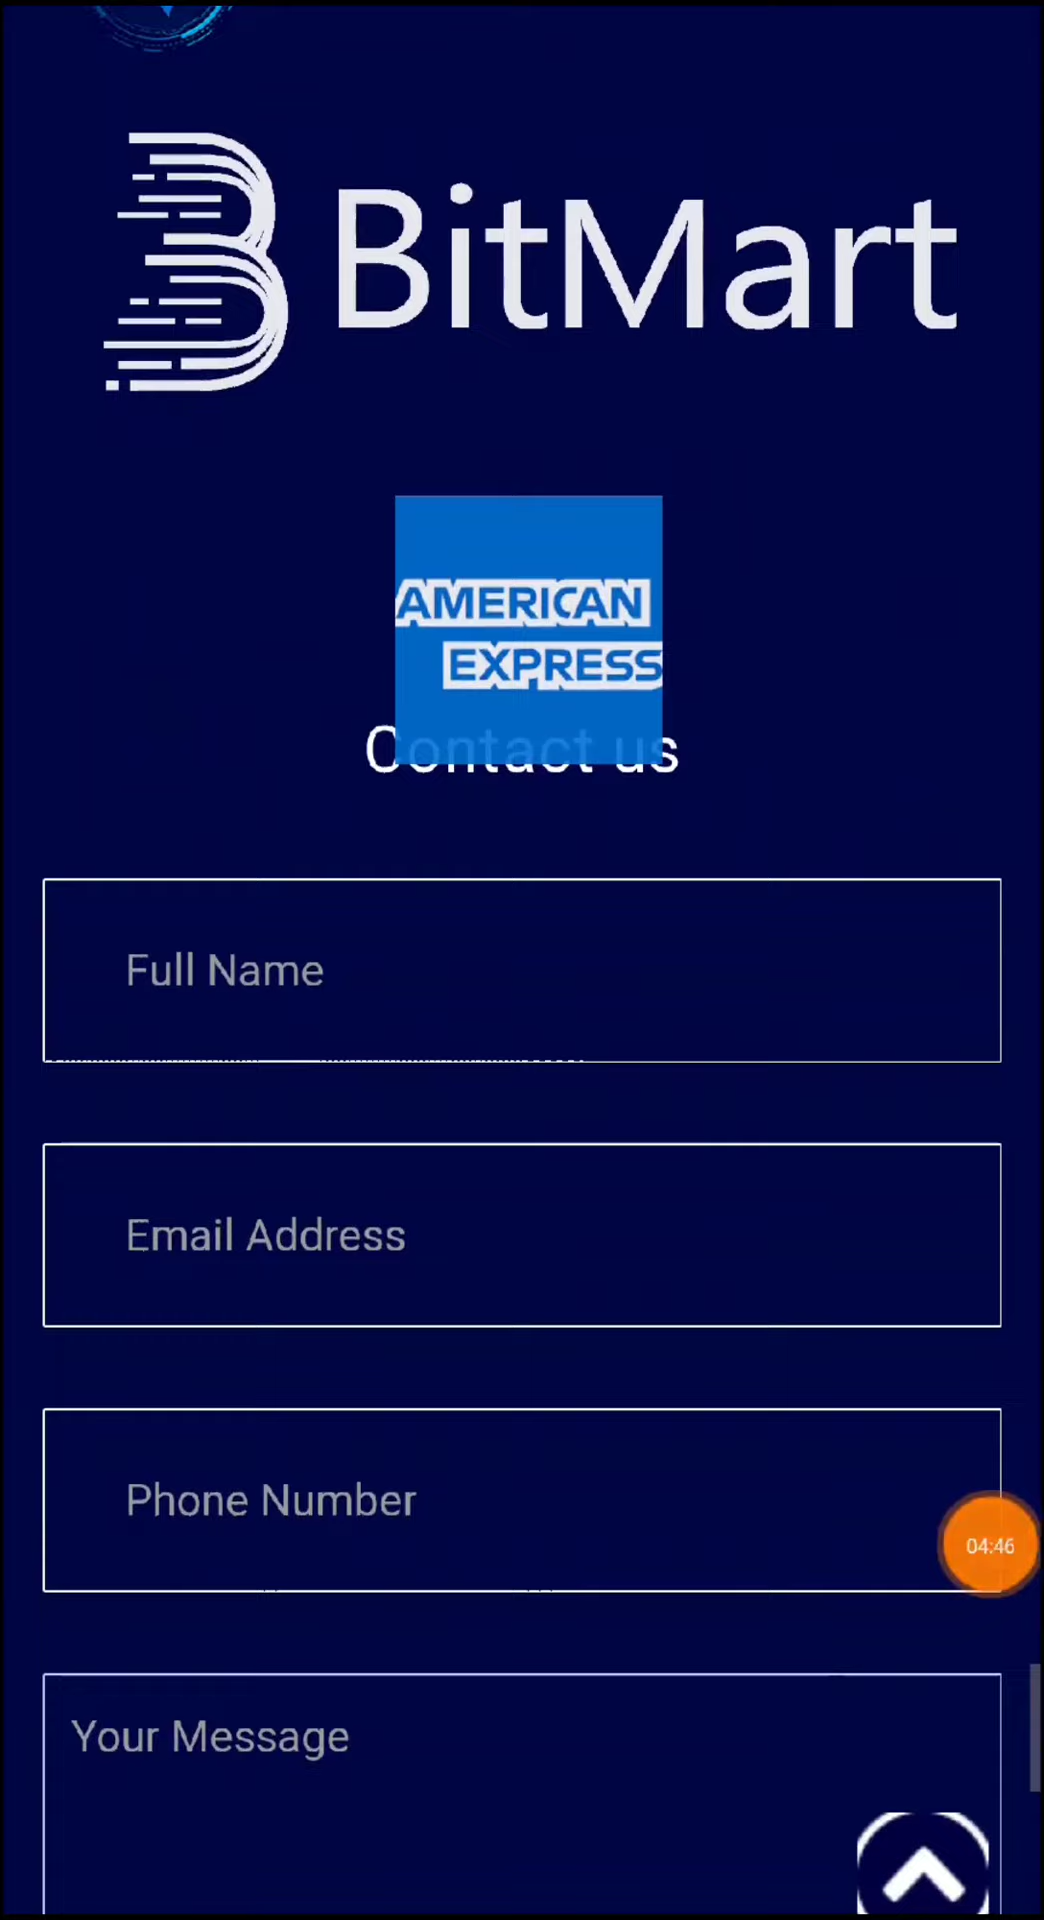 BitMart
AMERICAN
EXPRESS
Contact us
Full Name
Email Address
Phone Number
04:46
Your Message